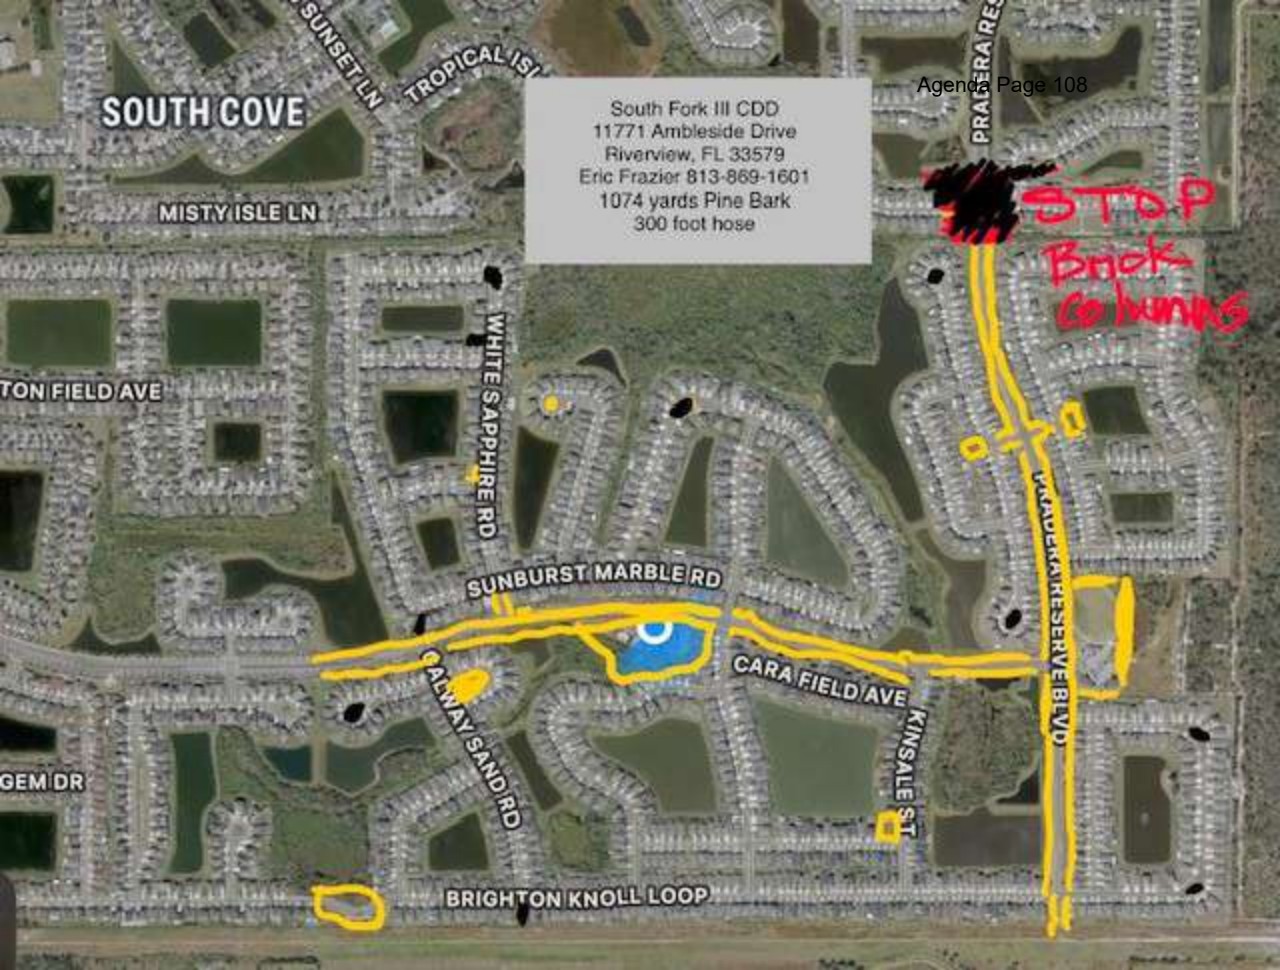 SUNSET LN
TROPICAL ISL
PRADERA RES
Agenda Page 108
SOUTH COVE
South Fork III CDD
11771 Ambleside Drive
Riverview, FL 33579
Eric Frazier 813-869-1601
1074 yards Pine Bark
300 foot hose
MISTY ISLE LN
STOP
Brick
Columns
WHITE SAPPHIRE RD
TON FIELD AVE
PRADERA RESERVE BLVD
SUNBURST MARBLE RD
CARA FIELD AVE
GALWAY SAND RD
KINSALE ST
GEM DR
BRIGHTON KNOLL LOOP